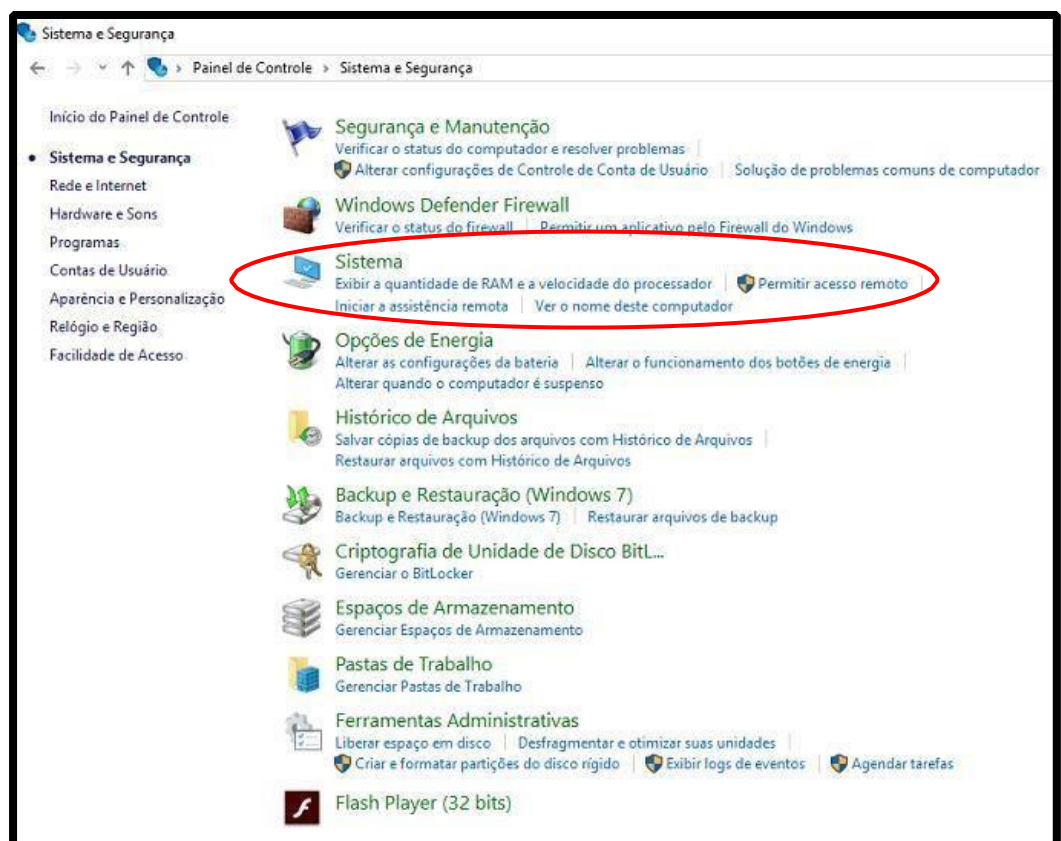 Sistema e Segurança
Painel de Controle › Sistema e Segurança
Início do Painel de Controle
Sistema e Segurança
Rede e Internet
Hardware e Sons
Programas
Contas de Usuário
Aparência e Personalização
Relógio e Região
Facilidade de Acesso
Segurança e Manutenção
Verificar o status do computador e resolver problemas
Alterar configurações de Controle de Conta de Usuário | Solução de problemas comuns de computador
Windows Defender Firewall
Verificar o status do firewall | Permitir um aplicativo pelo Firewall do Windows
Sistema
Exibir a quantidade de RAM e a velocidade do processador | Permitir acesso remoto
Iniciar a assistência remota | Ver o nome deste computador
Opções de Energia
Alterar as configurações da bateria | Alterar o funcionamento dos botões de energia
Alterar quando o computador é suspenso
Histórico de Arquivos
Salvar cópias de backup dos arquivos com Histórico de Arquivos
Restaurar arquivos com Histórico de Arquivos
Backup e Restauração (Windows 7)
Backup e Restauração (Windows 7) | Restaurar arquivos de backup
Criptografia de Unidade de Disco BitL...
Gerenciar o BitLocker
Espaços de Armazenamento
Gerenciar Espaços de Armazenamento
Pastas de Trabalho
Gerenciar Pastas de Trabalho
Ferramentas Administrativas
Liberar espaço em disco | Desfragmentar e otimizar suas unidades
Criar e formatar partições do disco rígido | Exibir logs de eventos | Agendar tarefas
Flash Player (32 bits)